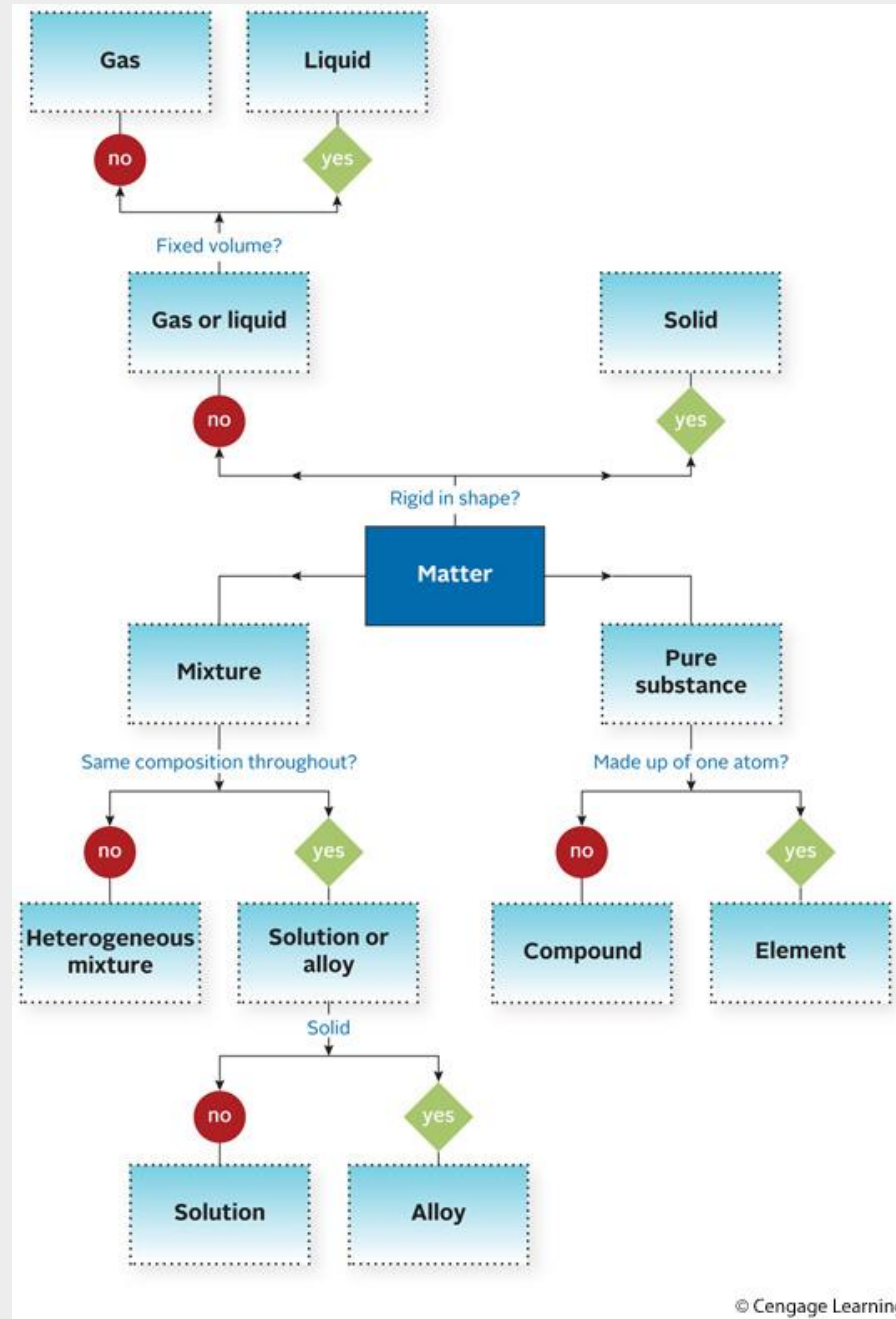 Gas
Liquid
no
yes
Fixed volume?
Gas or liquid
Solid
no
yes
Rigid in shape?
Matter
Mixture
Pure
substance
Same composition throughout?
Made up of one atom?
no
yes
no
yes
Heterogeneous
mixture
Solution or
alloy
Compound
Element
Solid
no
yes
Solution
Alloy
© Cengage Learning